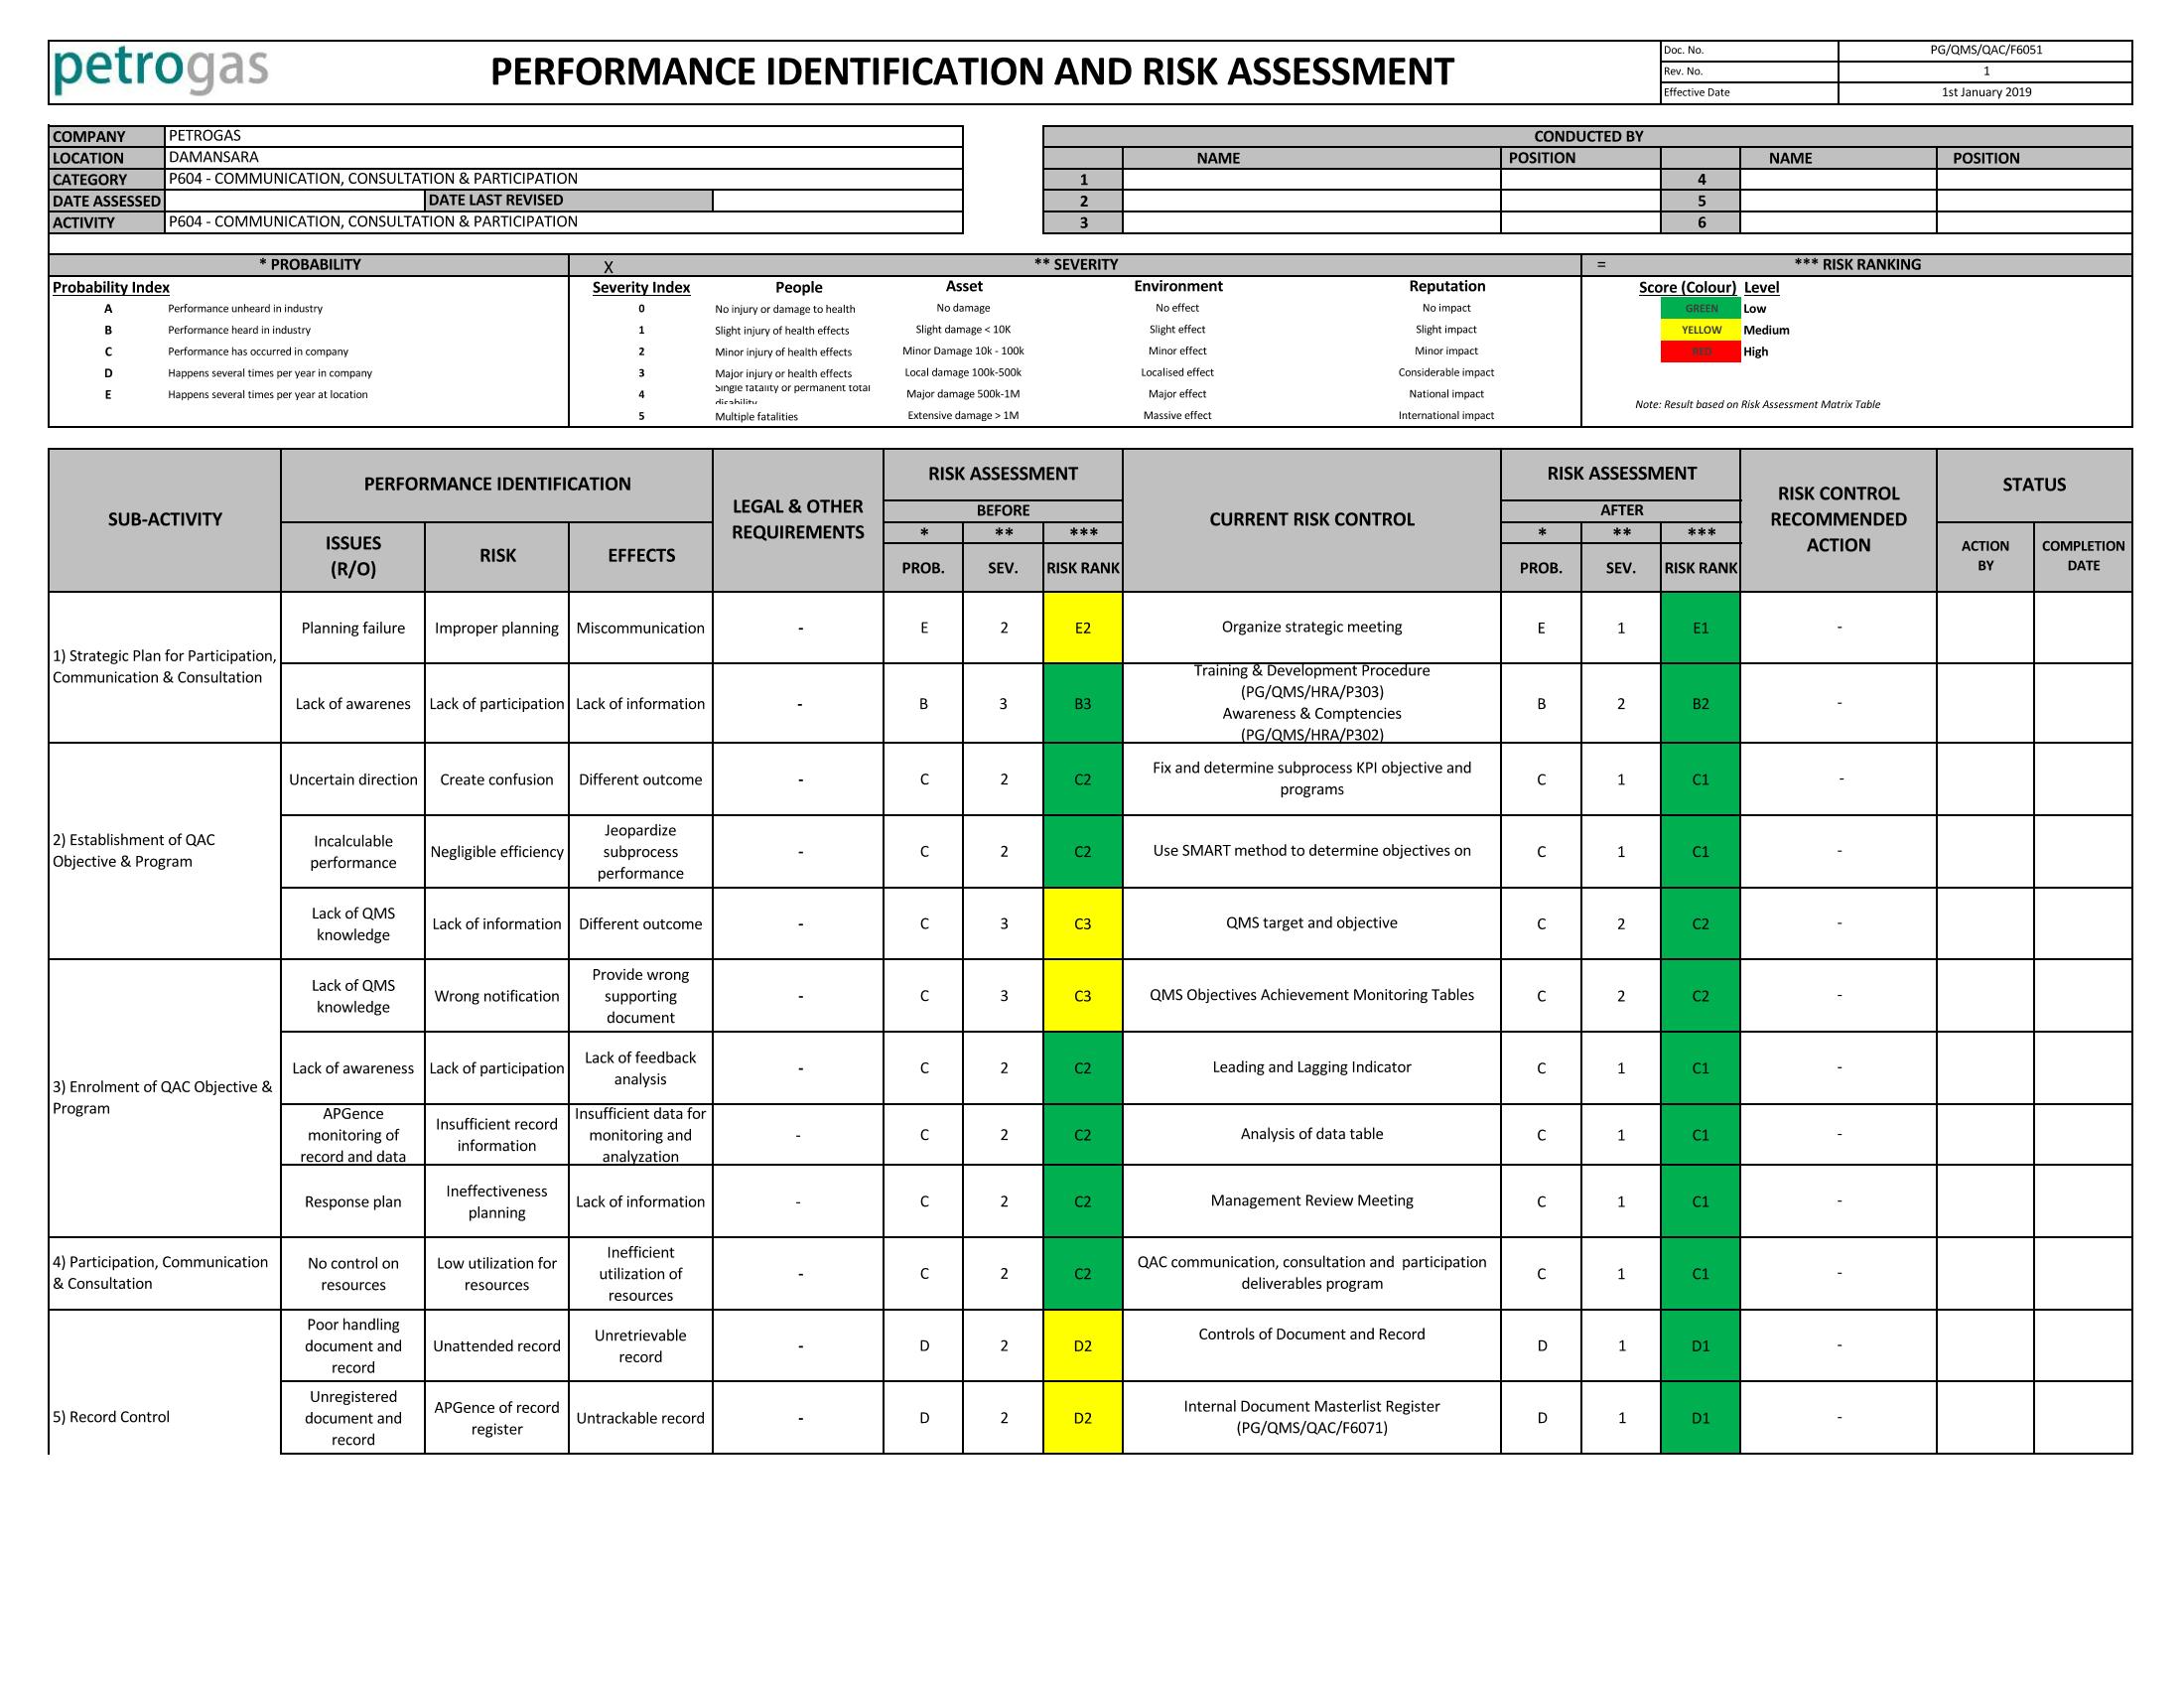 petrogas
PERFORMANCE IDENTIFICATION AND RISK ASSESSMENT
Doc. No. PG/QMS/QAC/F6051
Rev. No. 1
Effective Date 1st January 2019
COMPANY PETROGAS
LOCATION DAMANSARA
CATEGORY P604 - COMMUNICATION, CONSULTATION & PARTICIPATION
DATE ASSESSED DATE LAST REVISED
ACTIVITY P604 - COMMUNICATION, CONSULTATION & PARTICIPATION
CONDUCTED BY
NAME POSITION NAME POSITION
1 4
2 5
3 6
* PROBABILITY X ** SEVERITY = *** RISK RANKING
Probability Index Severity Index People Asset Environment Reputation Score (Colour) Level
A Performance unheard in industry 0 No injury or damage to health No damage No effect No impact GREEN Low
B Performance heard in industry 1 Slight injury of health effects Slight damage < 10K Slight effect Slight impact YELLOW Medium
C Performance has occurred in company 2 Minor injury of health effects Minor Damage 10k - 100k Minor effect Minor impact RED High
D Happens several times per year in company 3 Major injury or health effects Local damage 100k-500k Localised effect Considerable impact
E Happens several times per year at location 4 Single fatality or permanent total disability Major damage 500k-1M Major effect National impact
Note: Result based on Risk Assessment Matrix Table
5 Multiple fatalities Extensive damage > 1M Massive effect International impact
SUB-ACTIVITY
PERFORMANCE IDENTIFICATION
ISSUES
(R/O)
RISK
EFFECTS
LEGAL & OTHER
REQUIREMENTS
RISK ASSESSMENT
BEFORE
* ** ***
PROB. SEV. RISK RANK
CURRENT RISK CONTROL
RISK ASSESSMENT
AFTER
* ** ***
PROB. SEV. RISK RANK
RISK CONTROL
RECOMMENDED
ACTION
STATUS
ACTION
BY
COMPLETION
DATE
1) Strategic Plan for Participation,
Communication & Consultation
Planning failure Improper planning Miscommunication - E 2 E2 Organize strategic meeting E 1 E1 -
Lack of awarenes Lack of participation Lack of information - B 3 B3
Training & Development Procedure
(PG/QMS/HRA/P303)
Awareness & Comptencies
(PG/QMS/HRA/P302)
B 2 B2 -
2) Establishment of QAC
Objective & Program
Uncertain direction Create confusion Different outcome - C 2 C2
Fix and determine subprocess KPI objective and
programs
C 1 C1 -
Incalculable
performance
Negligible efficiency
Jeopardize
subprocess
performance
- C 2 C2 Use SMART method to determine objectives on C 1 C1 -
Lack of QMS
knowledge
Lack of information Different outcome - C 3 C3 QMS target and objective C 2 C2 -
3) Enrolment of QAC Objective &
Program
Lack of QMS
knowledge
Wrong notification
Provide wrong
supporting
document
- C 3 C3 QMS Objectives Achievement Monitoring Tables C 2 C2 -
Lack of awareness Lack of participation
Lack of feedback
analysis
- C 2 C2 Leading and Lagging Indicator C 1 C1 -
APGence
monitoring of
record and data
Insufficient record
information
Insufficient data for
monitoring and
analyzation
- C 2 C2 Analysis of data table C 1 C1 -
Response plan
Ineffectiveness
planning
Lack of information - C 2 C2 Management Review Meeting C 1 C1 -
4) Participation, Communication
& Consultation
No control on
resources
Low utilization for
resources
Inefficient
utilization of
resources
- C 2 C2
QAC communication, consultation and participation
deliverables program
C 1 C1 -
5) Record Control
Poor handling
document and
record
Unattended record
Unretrievable
record
- D 2 D2 Controls of Document and Record D 1 D1 -
Unregistered
document and
record
APGence of record
register
Untrackable record - D 2 D2
Internal Document Masterlist Register
(PG/QMS/QAC/F6071)
D 1 D1 -